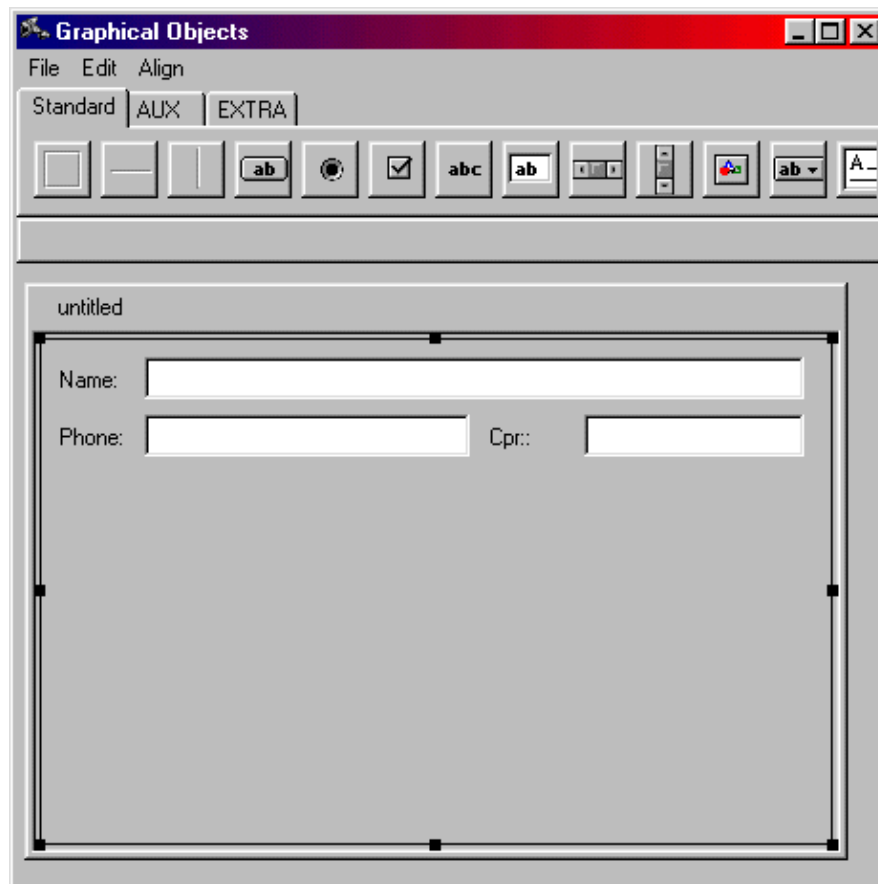 Graphical Objects
File Edit Align
Standard AUX EXTRA
ab abc ab ab A
untitled
Name:
Phone: Cpr::